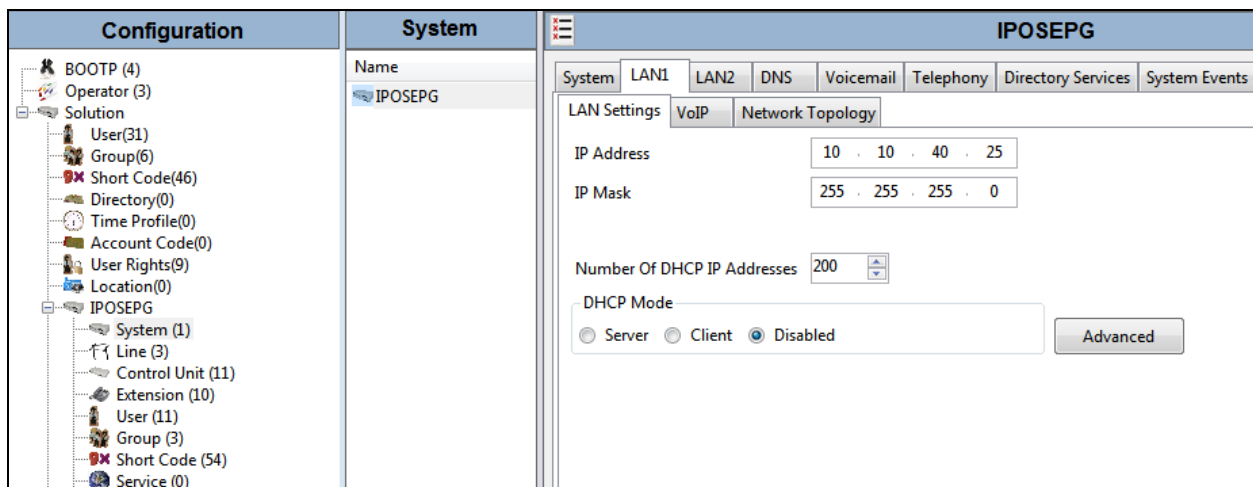 Configuration
BOOTP (4)
Operator (3)
Solution
User(31)
Group(6)
Short Code(46)
Directory(0)
Time Profile(0)
Account Code(0)
User Rights(9)
Location(0)
IPOSEPG
System (1)
Line (3)
Control Unit (11)
Extension (10)
User (11)
Group (3)
Short Code (54)
Service (0)
System
Name
IPOSEPG
IPOSEPG
System LAN1 LAN2 DNS Voicemail Telephony Directory Services System Events
LAN Settings VoIP Network Topology
IP Address 10 . 10 . 40 . 25
IP Mask 255 . 255 . 255 . 0
Number Of DHCP IP Addresses 200
DHCP Mode
Server Client Disabled
Advanced